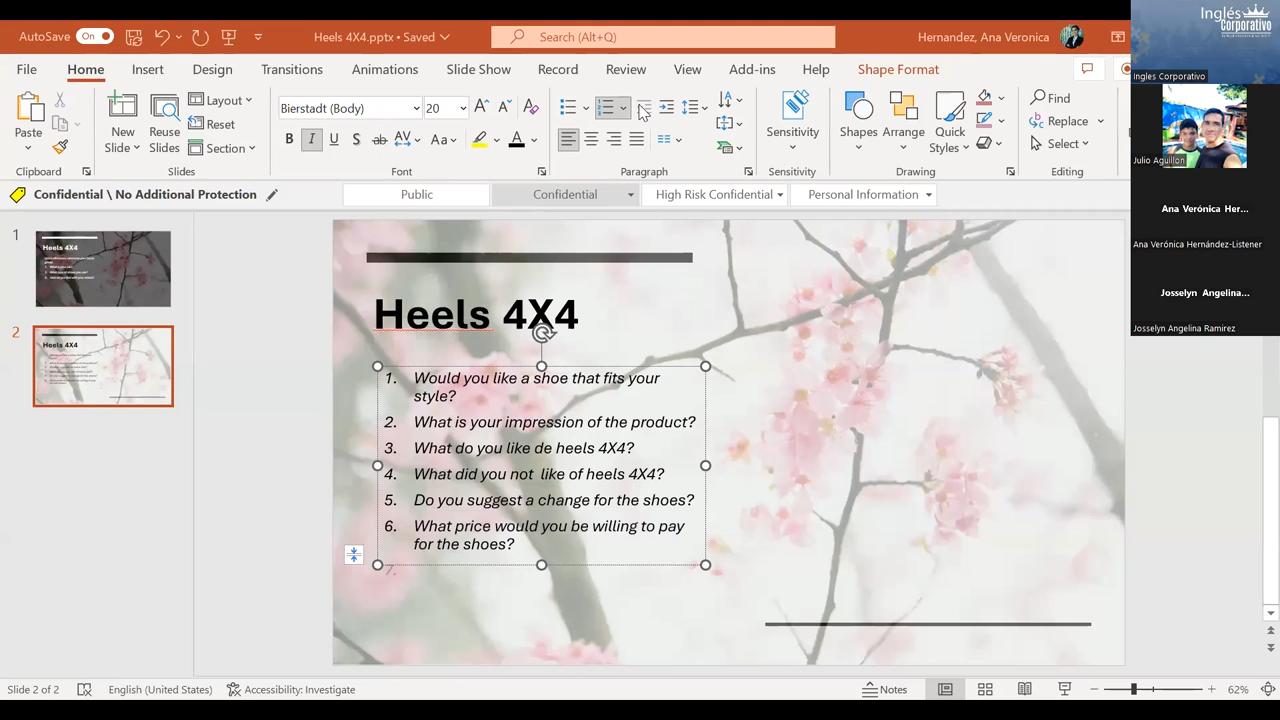 AutoSave On Heels 4X4.pptx • Saved Search (Alt+Q) Hernandez, Ana Veronica
Inglés
Corporativo
Ingles Corporativo
File Home Insert Design Transitions Animations Slide Show Record Review View Add-ins Help Shape Format
Paste
New
Slide
Reuse
Slides
Layout
Reset
Section
Bierstadt (Body) 20
Sensitivity
Shapes
Arrange
Quick
Styles
Find
Replace
Select
Clipboard Slides Font Paragraph Sensitivity Drawing Editing
Julio Aguillon
Confidential \ No Additional Protection Public Confidential High Risk Confidential Personal Information
Ana Verónica Her...
Ana Verónica Hernández-Listener
Josselyn Angelina...
Josselyn Angelina Ramirez
1
Heels 4X4
2
Heels 4X4
Heels 4X4
1. Would you like a shoe that fits your
style?
2. What is your impression of the product?
3. What do you like de heels 4X4?
4. What did you not like of heels 4X4?
5. Do you suggest a change for the shoes?
6. What price would you be willing to pay
for the shoes?
7.
Slide 2 of 2 English (United States) Accessibility: Investigate Notes 62%